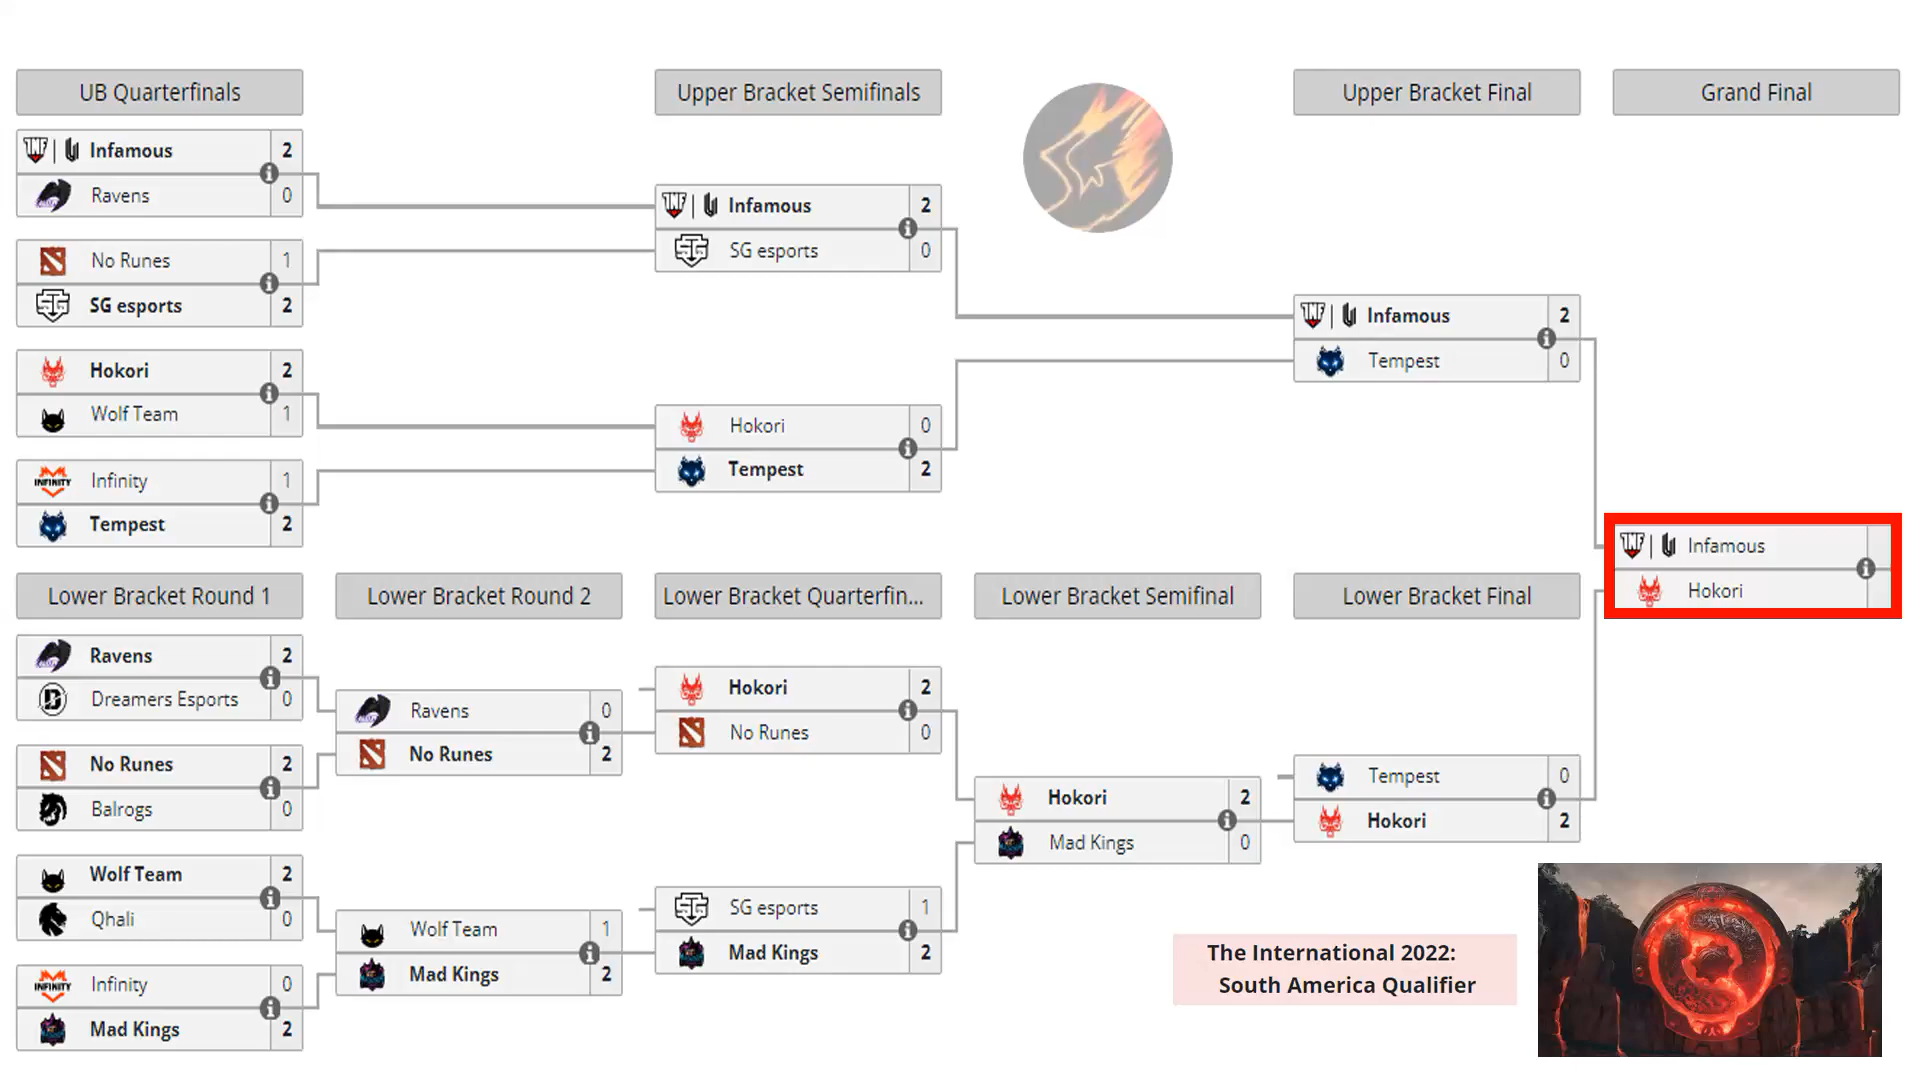 UB Quarterfinals
Upper Bracket Semifinals
Upper Bracket Final
Grand Final
Infamous 2
Ravens 0
No Runes 1
SG esports 2
Hokori 2
Wolf Team 1
INFINITY Infinity 1
Tempest 2
Infamous 2
SG esports 0
Hokori 0
Tempest 2
Infamous 2
Tempest 0
Infamous
Hokori
Lower Bracket Round 1
Lower Bracket Round 2
Lower Bracket Quarterfin...
Lower Bracket Semifinal
Lower Bracket Final
Ravens 2
Dreamers Esports 0
No Runes 2
Balrogs 0
Wolf Team 2
Qhali 0
INFINITY Infinity 0
Mad Kings 2
Ravens 0
No Runes 2
Wolf Team 1
Mad Kings 2
Hokori 2
No Runes 0
SG esports 1
Mad Kings 2
Hokori 2
Mad Kings 0
Tempest 0
Hokori 2
The International 2022:
South America Qualifier